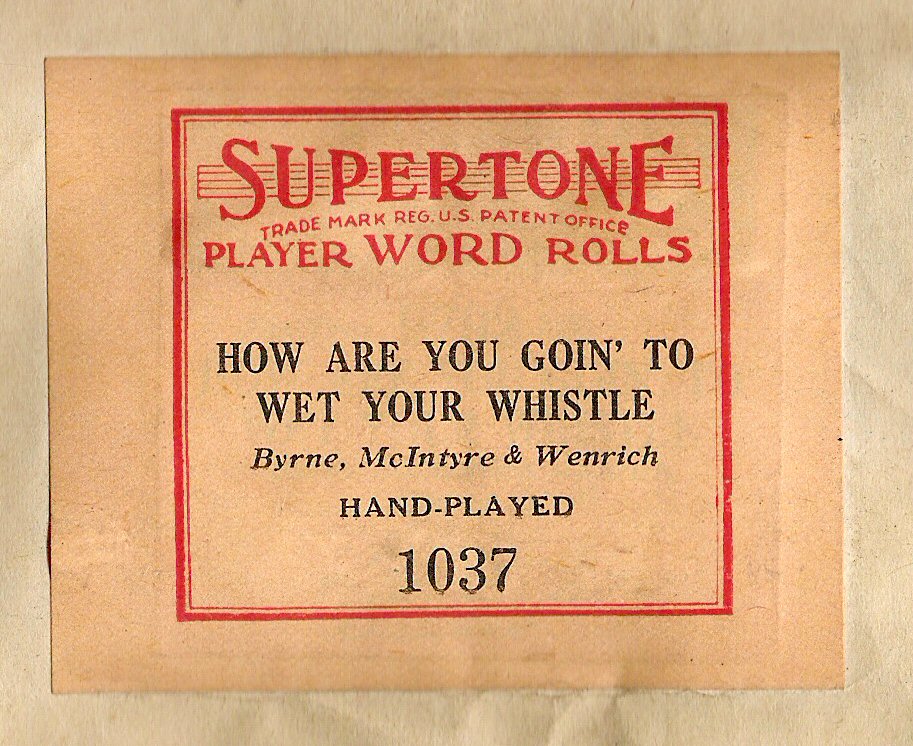 SUPERTONE
TRADE MARK REG. U.S. PATENT OFFICE
PLAYER WORD ROLLS
HOW ARE YOU GOIN' TO
WET YOUR WHISTLE
Byrne, McIntyre & Wenrich
HAND-PLAYED
1037